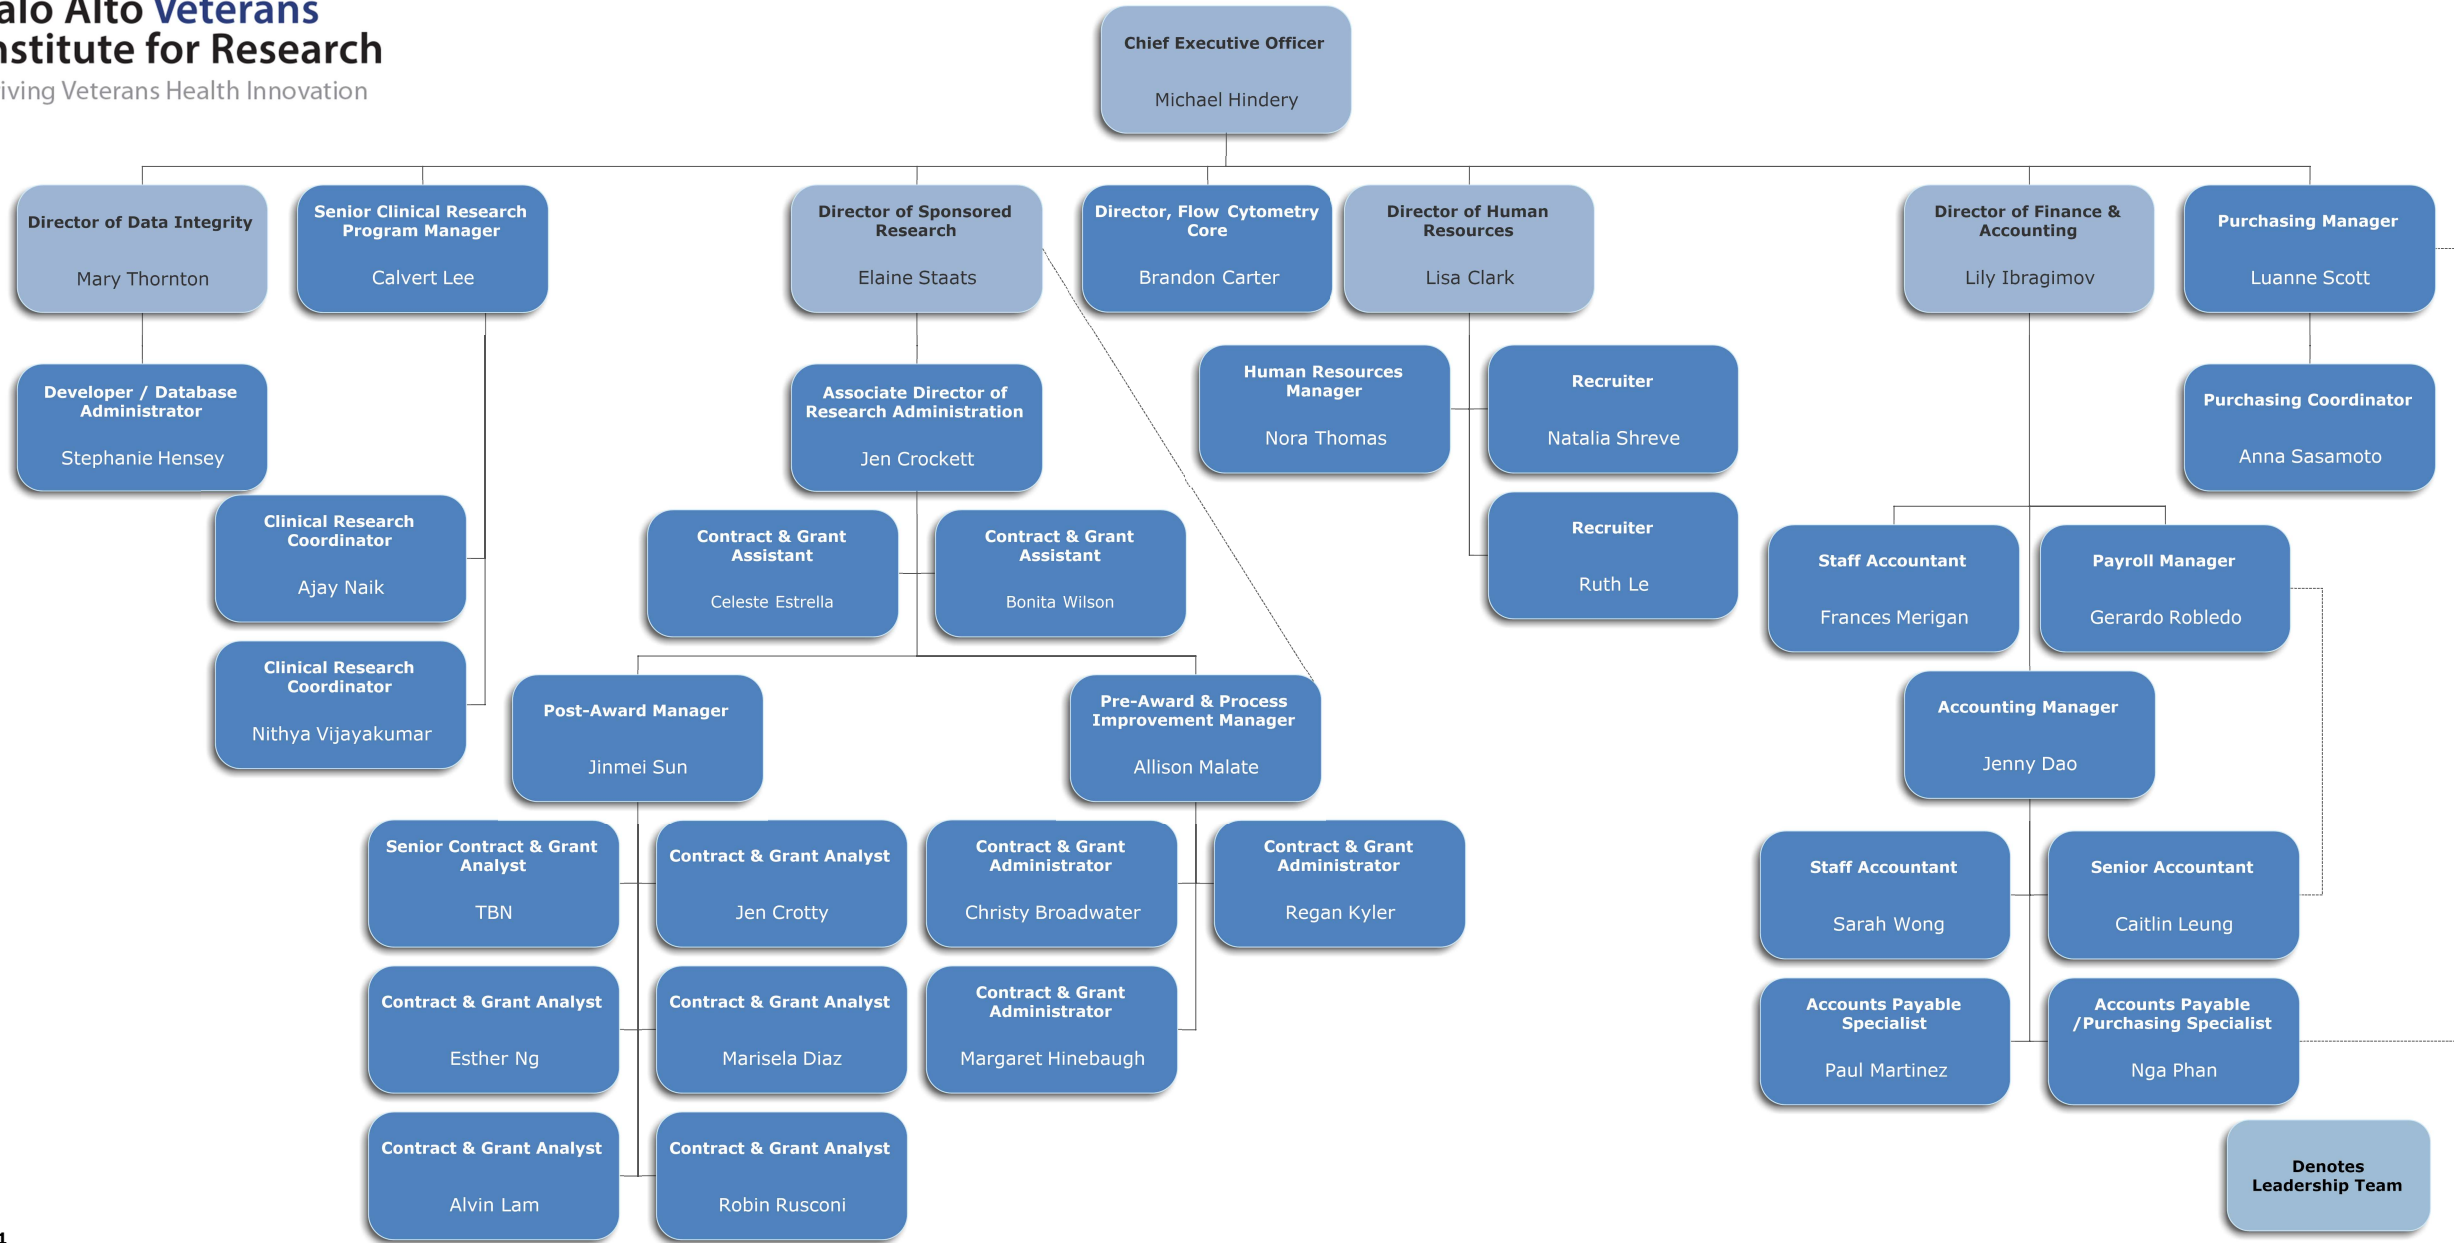 alo Alto Veterans
nstitute for Research
iving Veterans Health Innovation
Chief Executive Officer
Michael Hindery
Director of Data Integrity
Mary Thornton
Senior Clinical Research
Program Manager
Calvert Lee
Director of Sponsored
Research
Elaine Staats
Director, Flow Cytometry
Core
Brandon Carter
Director of Human
Resources
Lisa Clark
Director of Finance &
Accounting
Lily Ibragimov
Purchasing Manager
Luanne Scott
Developer / Database
Administrator
Stephanie Hensey
Associate Director of
Research Administration
Jen Crockett
Human Resources
Manager
Nora Thomas
Recruiter
Natalia Shreve
Purchasing Coordinator
Anna Sasamoto
Clinical Research
Coordinator
Ajay Naik
Contract & Grant
Assistant
Celeste Estrella
Contract & Grant
Assistant
Bonita Wilson
Recruiter
Ruth Le
Staff Accountant
Frances Merigan
Payroll Manager
Gerardo Robledo
Clinical Research
Coordinator
Nithya Vijayakumar
Post-Award Manager
Jinmei Sun
Pre-Award & Process
Improvement Manager
Allison Malate
Accounting Manager
Jenny Dao
Senior Contract & Grant
Analyst
TBN
Contract & Grant Analyst
Jen Crotty
Contract & Grant
Administrator
Christy Broadwater
Contract & Grant
Administrator
Regan Kyler
Staff Accountant
Sarah Wong
Senior Accountant
Caitlin Leung
Contract & Grant Analyst
Esther Ng
Contract & Grant Analyst
Marisela Diaz
Contract & Grant
Administrator
Margaret Hinebaugh
Accounts Payable
Specialist
Paul Martinez
Accounts Payable
/Purchasing Specialist
Nga Phan
Contract & Grant Analyst
Alvin Lam
Contract & Grant Analyst
Robin Rusconi
Denotes
Leadership Team
1